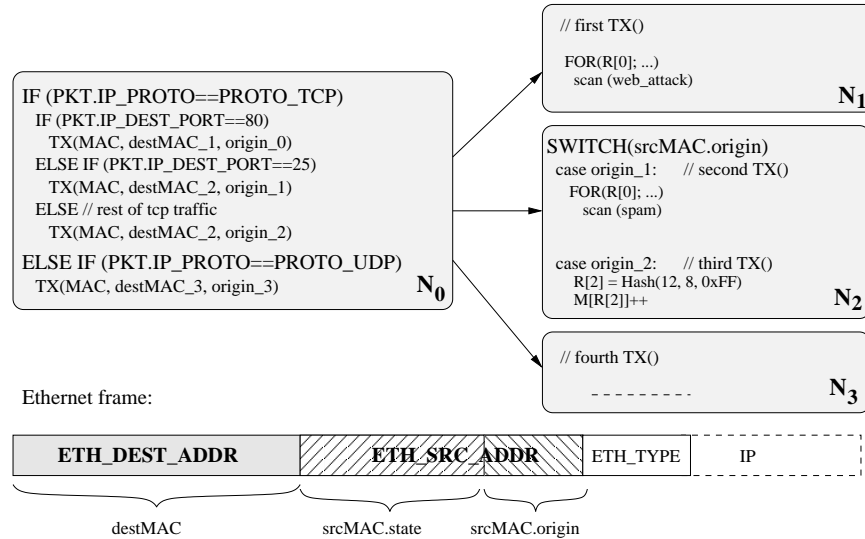 IF (PKT.IP_PROTO==PROTO_TCP)
IF (PKT.IP_DEST_PORT==80)
TX(MAC, destMAC_1, origin_0)
ELSE IF (PKT.IP_DEST_PORT==25)
TX(MAC, destMAC_2, origin_1)
ELSE // rest of tcp traffic
TX(MAC, destMAC_2, origin_2)
ELSE IF (PKT.IP_PROTO==PROTO_UDP)
TX(MAC, destMAC_3, origin_3)
N0
// first TX()
FOR(R[0]; ...)
scan (web_attack)
N1
SWITCH(srcMAC.origin)
case origin_1: // second TX()
FOR(R[0]; ...)
scan (spam)
case origin_2: // third TX()
R[2] = Hash(12, 8, 0xFF)
M[R[2]]++
N2
// fourth TX()
N3
Ethernet frame:
ETH_DEST_ADDR ETH_SRC_ADDR ETH_TYPE IP
destMAC srcMAC.state srcMAC.origin